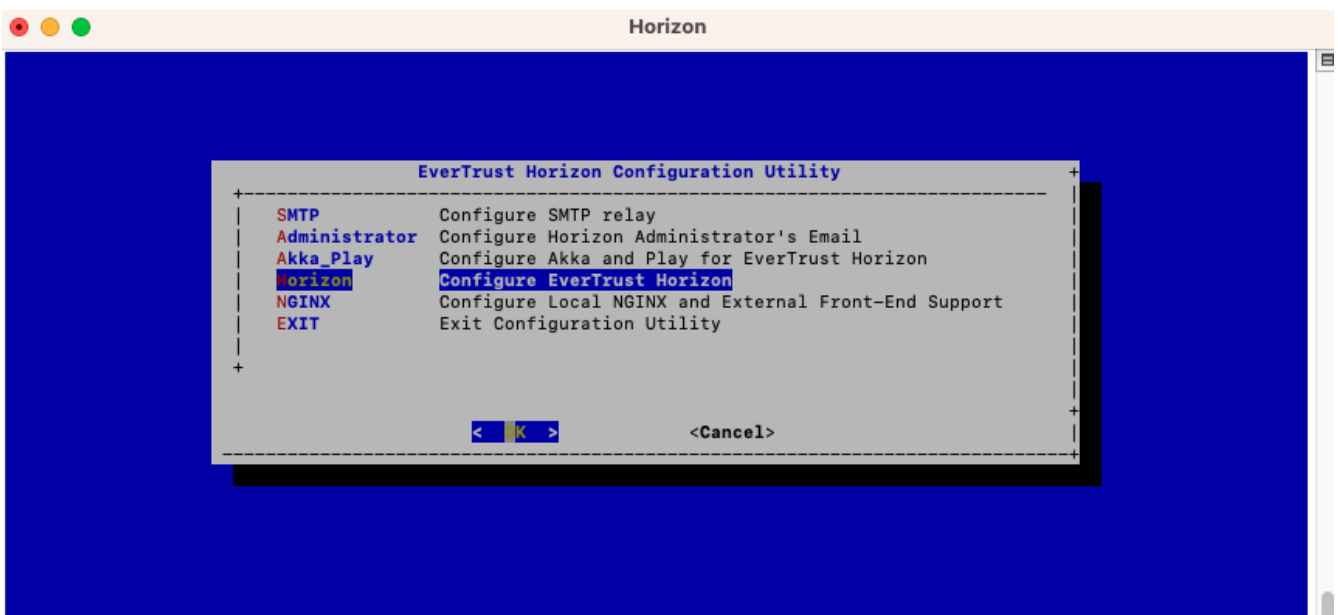 Horizon
EverTrust Horizon Configuration Utility
SMTP Configure SMTP relay
Administrator Configure Horizon Administrator's Email
Akka_Play Configure Akka and Play for EverTrust Horizon
Horizon Configure EverTrust Horizon
NGINX Configure Local NGINX and External Front-End Support
EXIT Exit Configuration Utility
< OK > <Cancel>